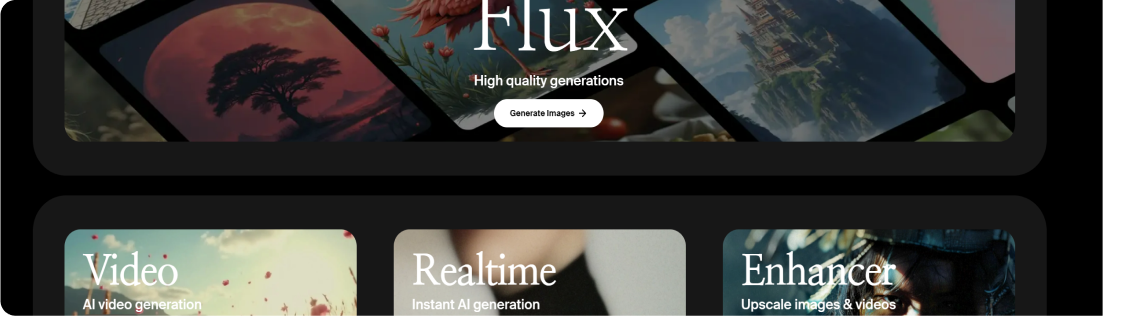 Flux
High quality generations
Generate Images →
Video
AI video generation
Realtime
Instant AI generation
Enhancer
Upscale images & videos